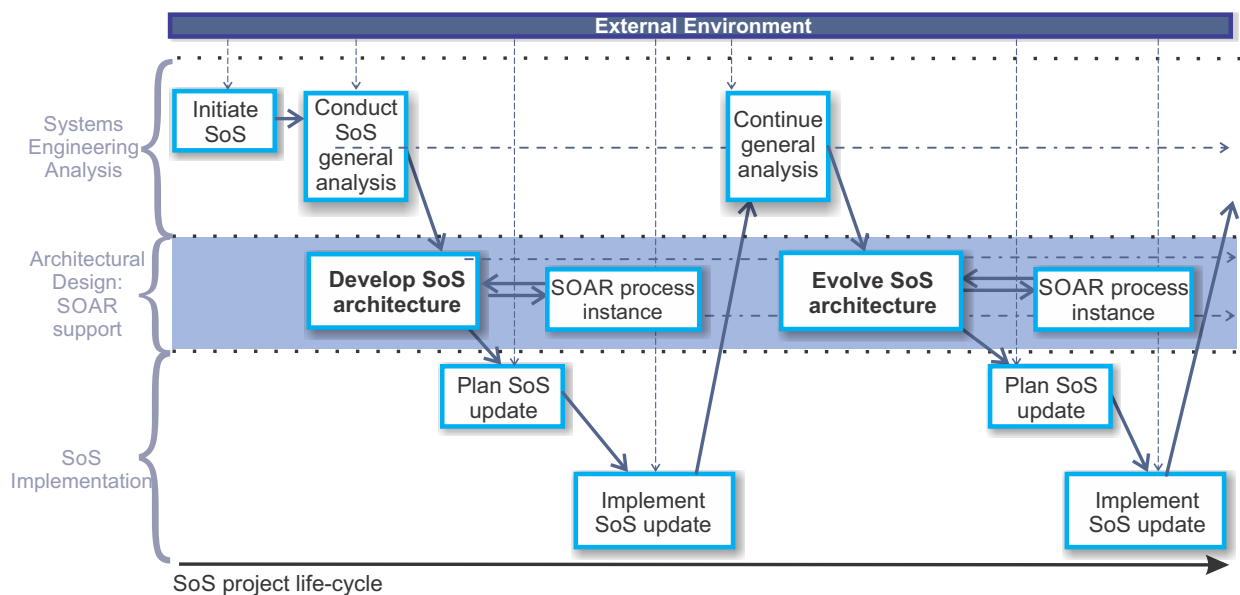 External Environment
Systems
Engineering
Analysis
Initiate
SoS
Conduct
SoS
general
analysis
Continue
general
analysis
Architectural
Design:
SOAR
support
Develop SoS
architecture
SOAR process
instance
Evolve SoS
architecture
SOAR process
instance
SoS
Implementation
Plan SoS
update
Implement
SoS update
Plan SoS
update
Implement
SoS update
SoS project life-cycle